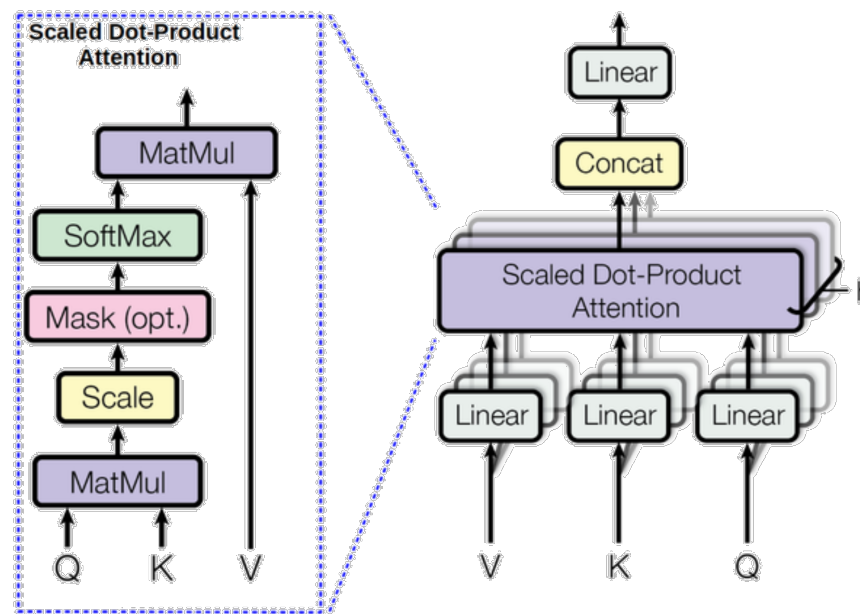 Scaled Dot-Product
Attention
MatMul
SoftMax
Mask (opt.)
Scale
MatMul
Q K V
Linear
Concat
Scaled Dot-Product
Attention
Linear Linear Linear
V K Q